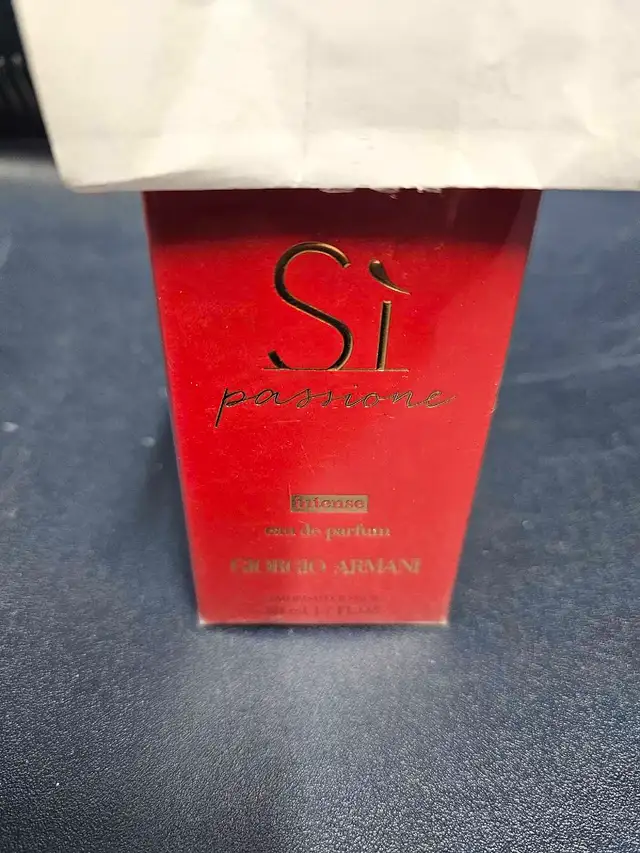 Sì
passione
intense
eau de parfum
GIORGIO ARMANI